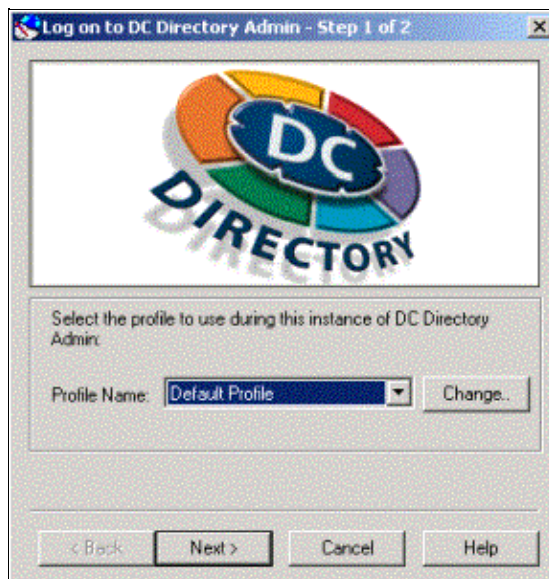 Log on to DC Directory Admin - Step 1 of 2
DC
DIRECTORY
Select the profile to use during this instance of DC Directory
Admin:
Profile Name: Default Profile Change..
< Back Next > Cancel Help